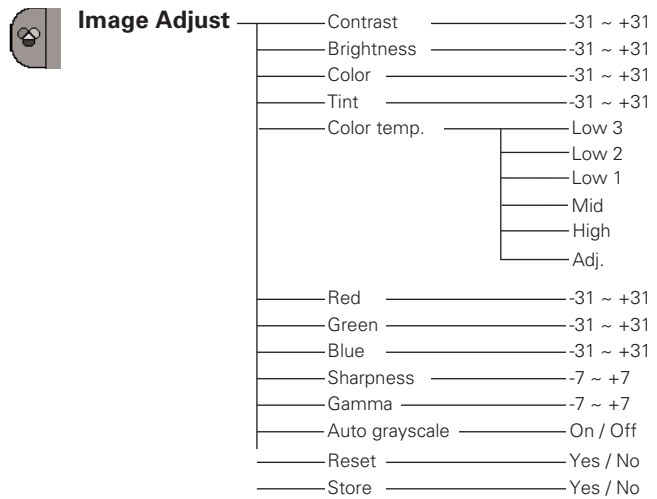 Image Adjust
Contrast -31 ~ +31
Brightness -31 ~ +31
Color -31 ~ +31
Tint -31 ~ +31
Color temp. Low 3
Low 2
Low 1
Mid
High
Adj.
Red -31 ~ +31
Green -31 ~ +31
Blue -31 ~ +31
Sharpness -7 ~ +7
Gamma -7 ~ +7
Auto grayscale On / Off
Reset Yes / No
Store Yes / No